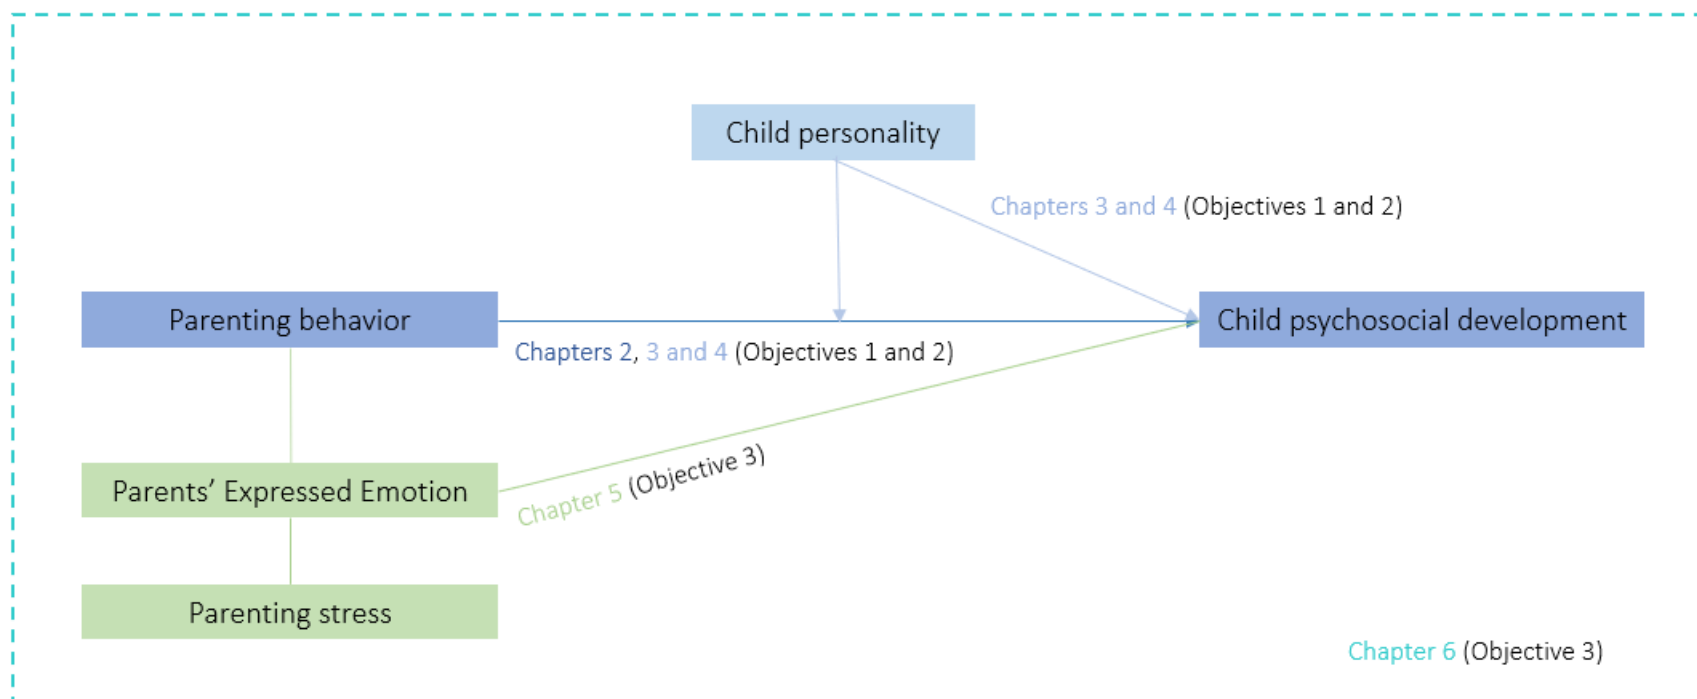 Child personality
Chapters 3 and 4 (Objectives 1 and 2)
Parenting behavior
Child psychosocial development
Chapters 2, 3 and 4 (Objectives 1 and 2)
Parents’ Expressed Emotion
Chapter 5 (Objective 3)
Parenting stress
Chapter 6 (Objective 3)